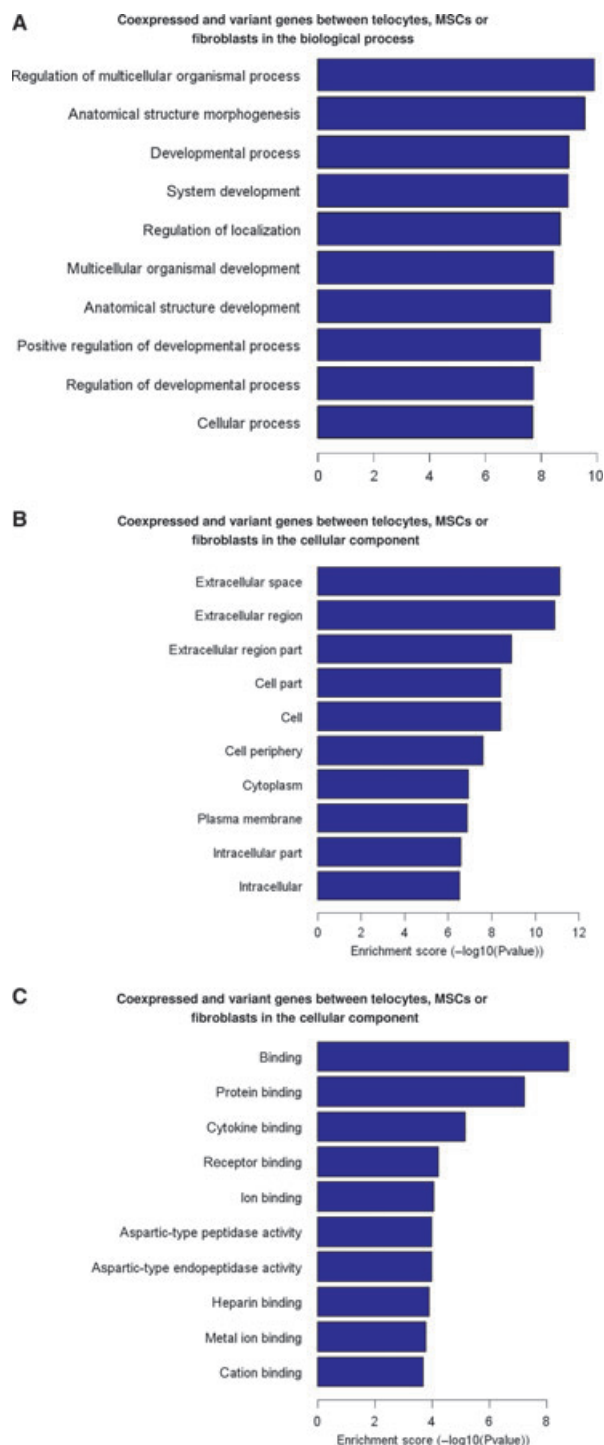 A
Coexpressed and variant genes between telocytes, MSCs or
fibroblasts in the biological process
Regulation of multicellular organismal process
Anatomical structure morphogenesis
Developmental process
System development
Regulation of localization
Multicellular organismal development
Anatomical structure development
Positive regulation of developmental process
Regulation of developmental process
Cellular process
0 2 4 6 8 10
B
Coexpressed and variant genes between telocytes, MSCs or
fibroblasts in the cellular component
Extracellular space
Extracellular region
Extracellular region part
Cell part
Cell
Cell periphery
Cytoplasm
Plasma membrane
Intracellular part
Intracellular
0 2 4 6 8 10 12
Enrichment score (−log10(Pvalue))
C
Coexpressed and variant genes between telocytes, MSCs or
fibroblasts in the cellular component
Binding
Protein binding
Cytokine binding
Receptor binding
Ion binding
Aspartic-type peptidase activity
Aspartic-type endopeptidase activity
Heparin binding
Metal ion binding
Cation binding
0 2 4 6 8
Enrichment score (−log10(Pvalue))